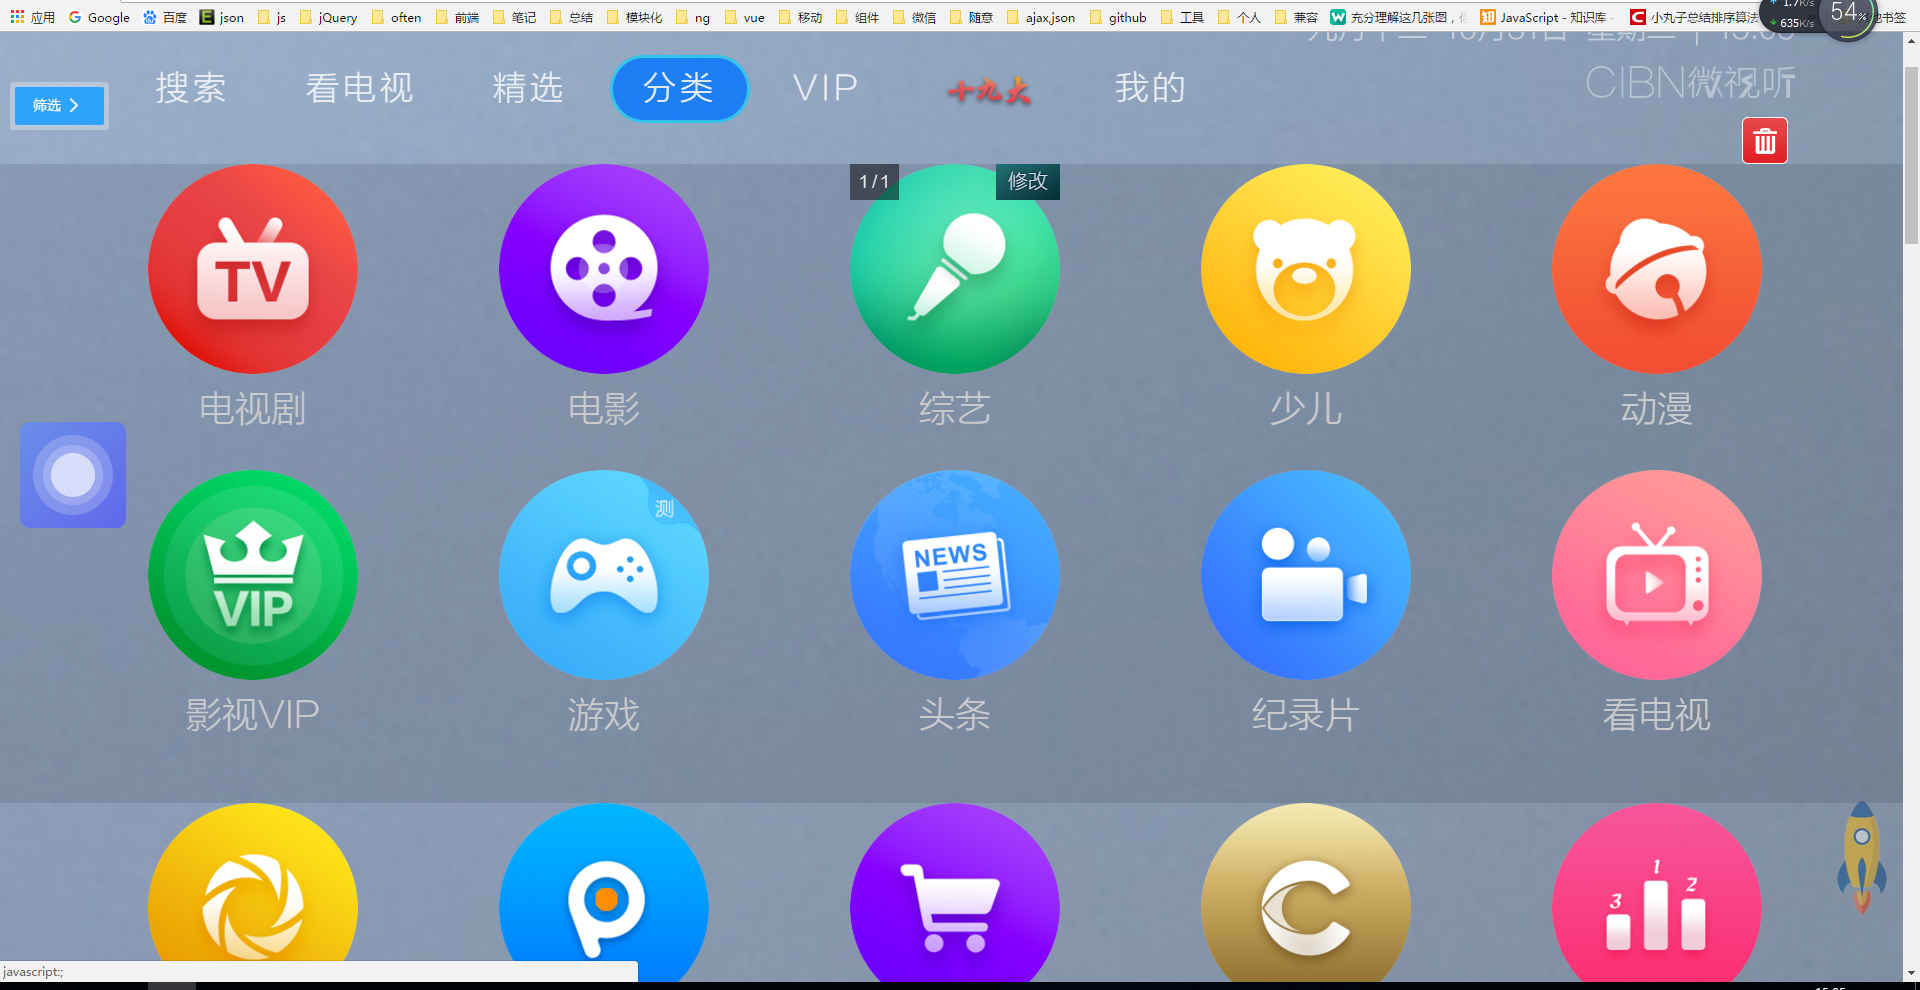 应用 Google 百度 json js jQuery often 前端 笔记 总结 模块化 ng vue 移动 组件 微信 随意 ajax,json github 工具 个人 兼容 充分理解这几张图， JavaScript - 知识库 - 小丸子总结排序算法 书签
1.7K/s
635K/s
54%
筛选
搜索 看电视 精选 分类 VIP 十九大 我的
CIBN微视听
1/1 修改
TV
电视剧 电影 综艺 少儿 动漫
VIP 测 NEWS
影视VIP 游戏 头条 纪录片 看电视
3 1 2
javascript:;